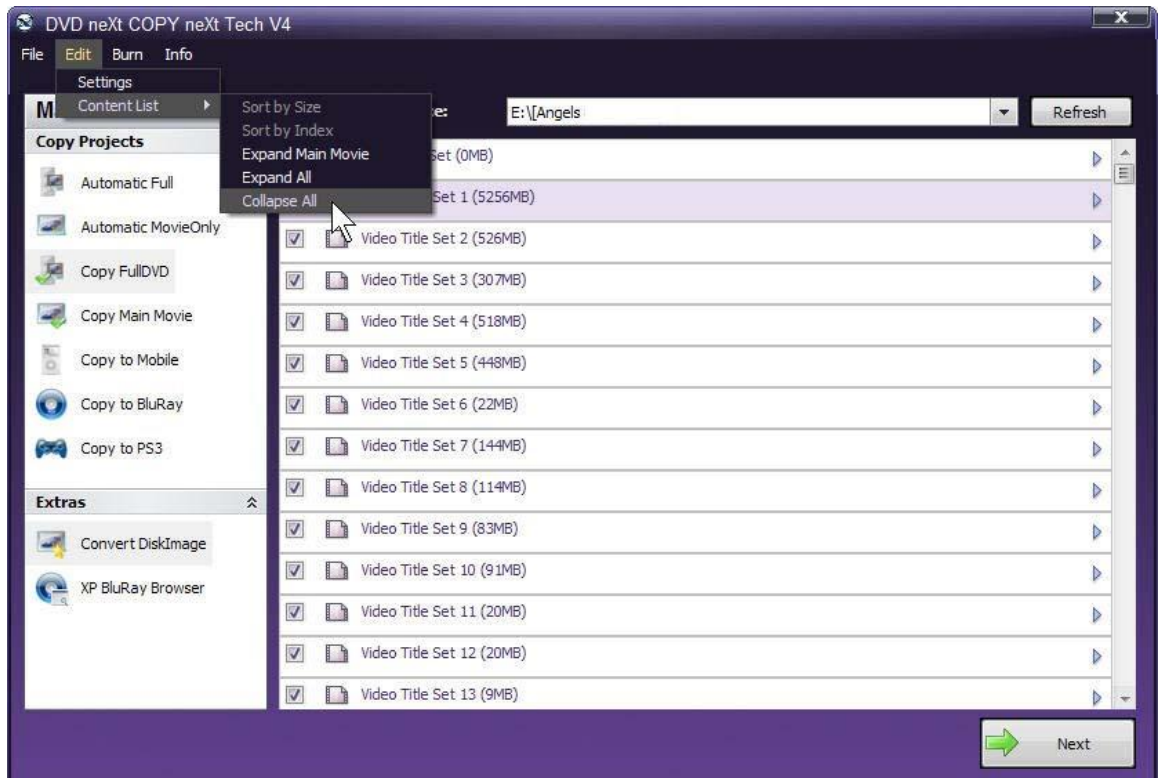 DVD neXt COPY neXt Tech V4
X
File Edit Burn Info
Settings
Content List
Sort by Size
Sort by Index
Expand Main Movie
Expand All
Collapse All
E:\[Angels
Refresh
Copy Projects
Automatic Full
Automatic MovieOnly
Copy FullDVD
Copy Main Movie
Copy to Mobile
Copy to BluRay
Copy to PS3
Extras
Convert DiskImage
XP BluRay Browser
Set (0MB)
Set 1 (5256MB)
Video Title Set 2 (526MB)
Video Title Set 3 (307MB)
Video Title Set 4 (518MB)
Video Title Set 5 (448MB)
Video Title Set 6 (22MB)
Video Title Set 7 (144MB)
Video Title Set 8 (114MB)
Video Title Set 9 (83MB)
Video Title Set 10 (91MB)
Video Title Set 11 (20MB)
Video Title Set 12 (20MB)
Video Title Set 13 (9MB)
Next